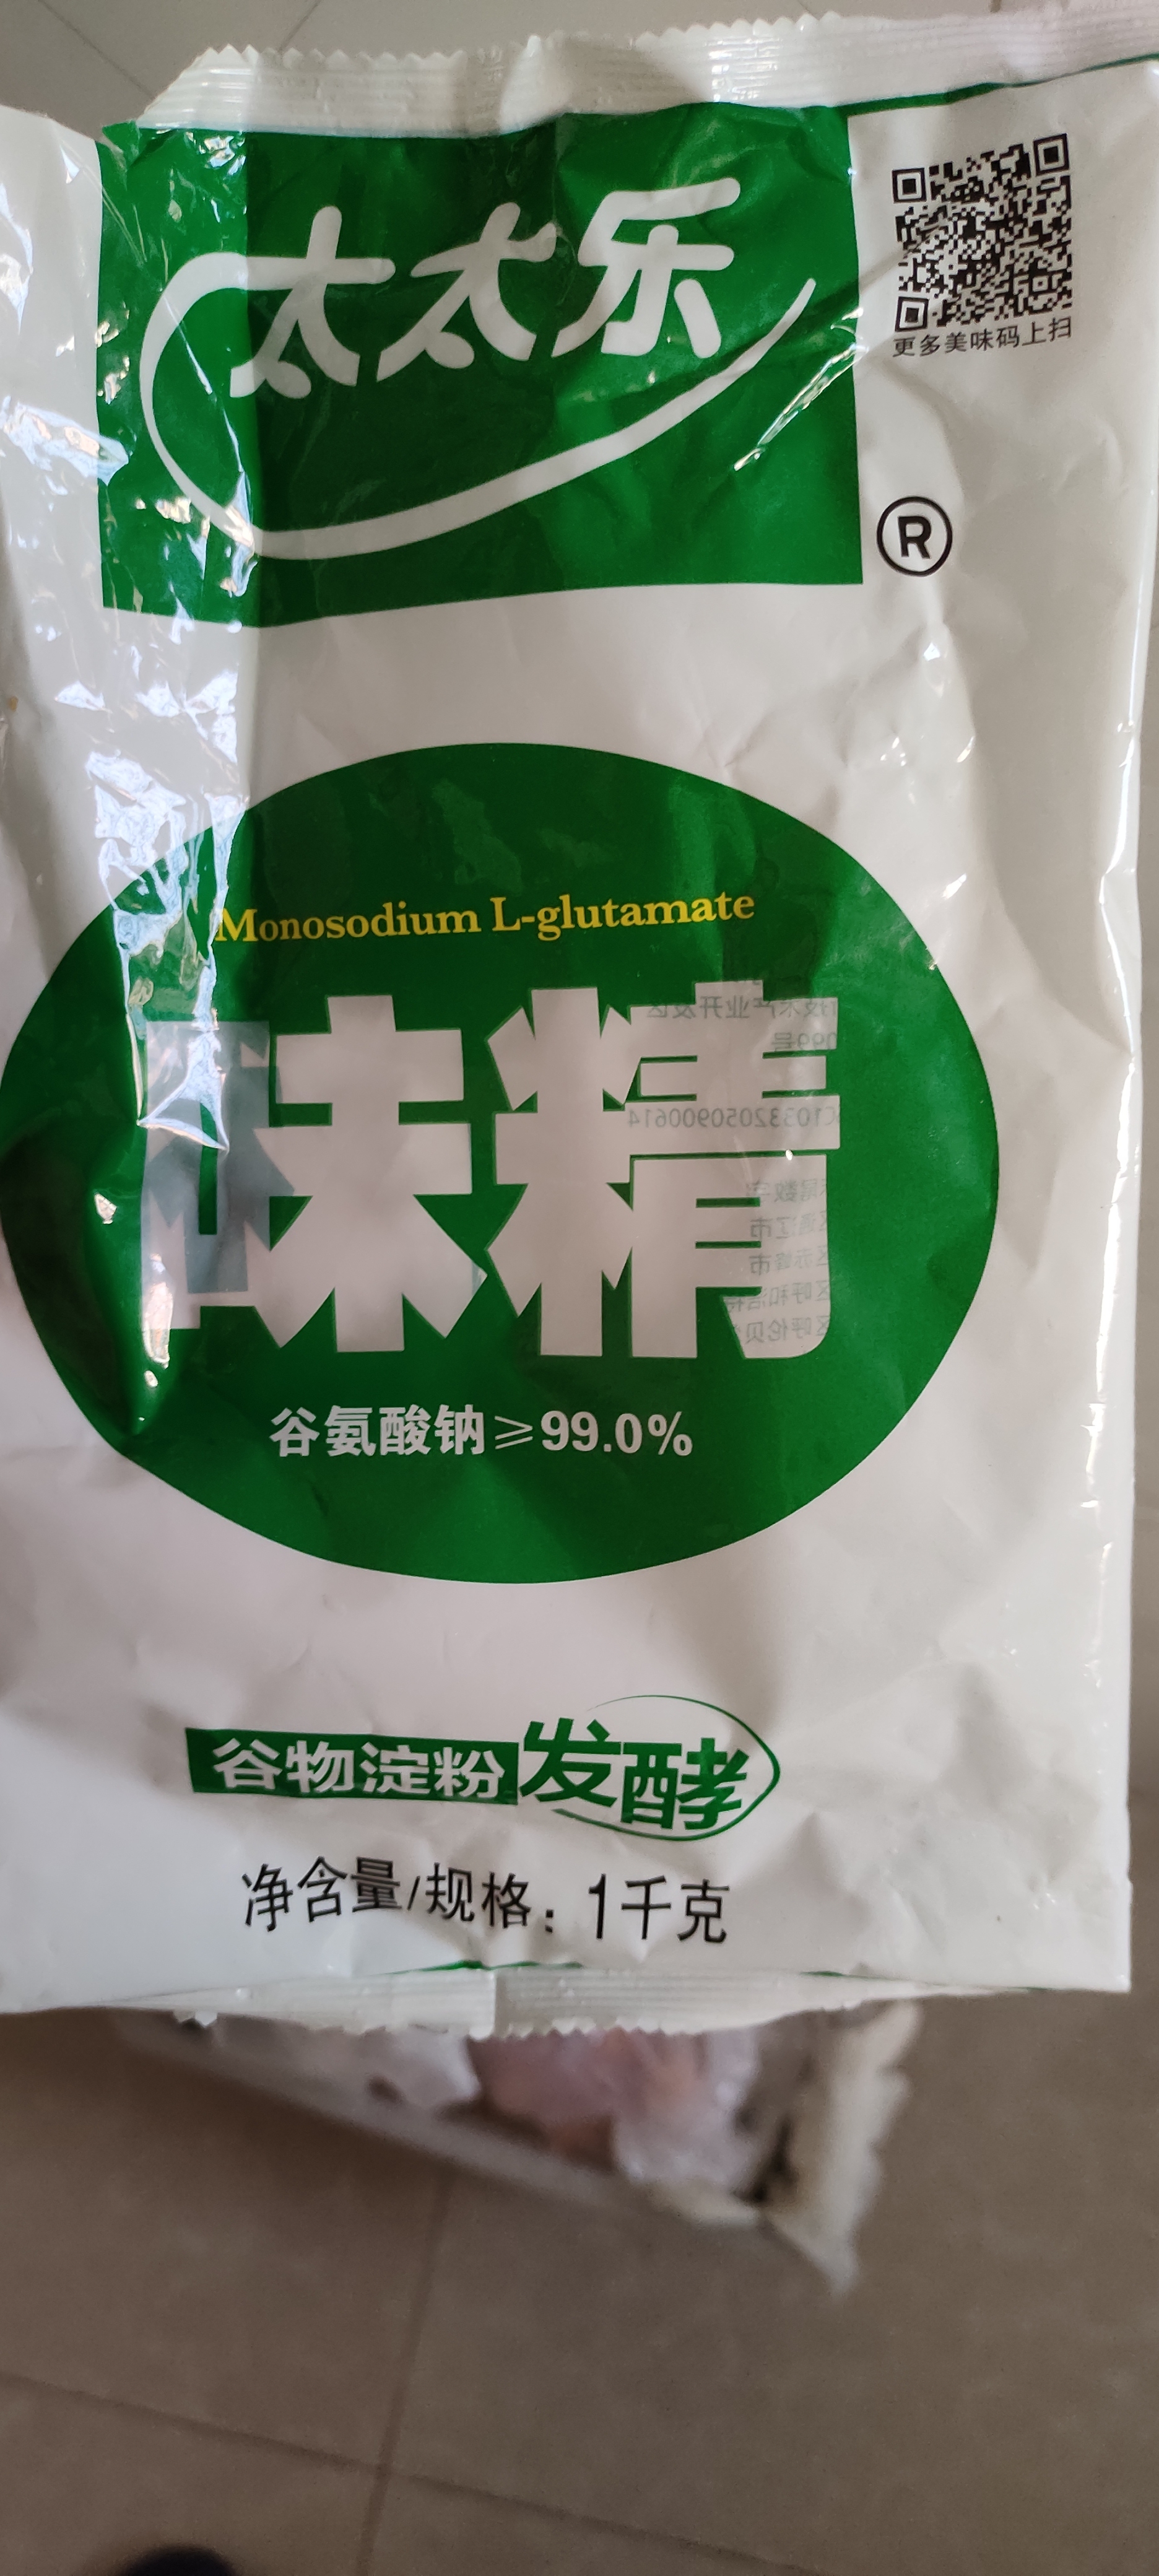 太太乐
更多美味码上扫
®
Monosodium L-glutamate
味精
谷氨酸钠≥99.0%
谷物淀粉发酵
净含量/规格：1千克